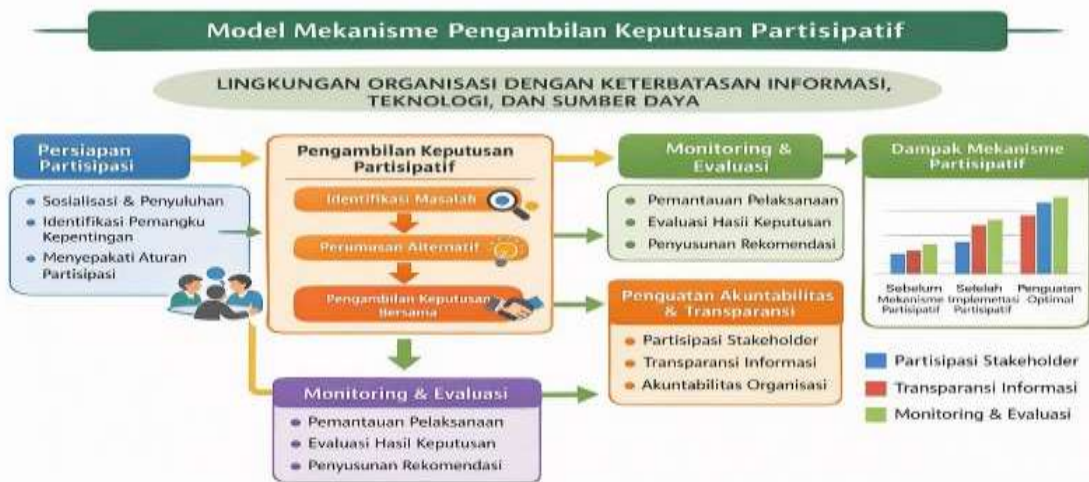 Model Mekanisme Pengambilan Keputusan Partisipatif
LINGKUNGAN ORGANISASI DENGAN KETERBATASAN INFORMASI,
TEKNOLOGI, DAN SUMBER DAYA
Persiapan
Partisipasi
• Sosialisasi & Penyuluhan
• Identifikasi Pemangku
Kepentingan
• Menyepakati Aturan
Partisipasi
Pengambilan Keputusan
Partisipatif
Identifikasi Masalah
Perumusan Alternatif
Pengambilan Keputusan
Bersama
Monitoring &
Evaluasi
• Pemantauan Pelaksanaan
• Evaluasi Hasil Keputusan
• Penyusunan Rekomendasi
Penguatan Akuntabilitas
& Transparansi
• Partisipasi Stakeholder
• Transparansi Informasi
• Akuntabilitas Organisasi
Monitoring & Evaluasi
• Pemantauan Pelaksanaan
• Evaluasi Hasil Keputusan
• Penyusunan Rekomendasi
Dampak Mekanisme
Partisipatif
Sebelum
Mekanisme
Partisipatif
Setelah
Partisipatif
Penguatan
Optimal
Partisipasi Stakeholder
Transparansi Informasi
Monitoring & Evaluasi